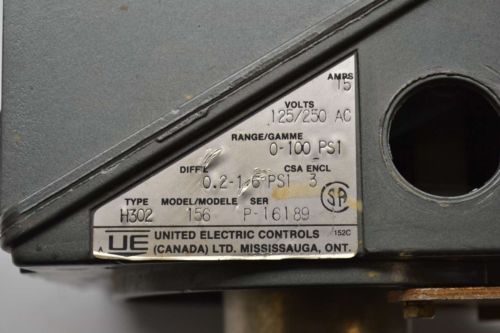 AMPS
15
VOLTS
125/250 AC
RANGE/GAMME
0-100 PSI
DIFF'L CSA ENCL
0.2-1.6 PSI 3
TYPE MODEL/MODELE SER
H302 156 P-16189
SA
UE UNITED ELECTRIC CONTROLS 152C
A (CANADA) LTD. MISSISSAUGA, ONT.